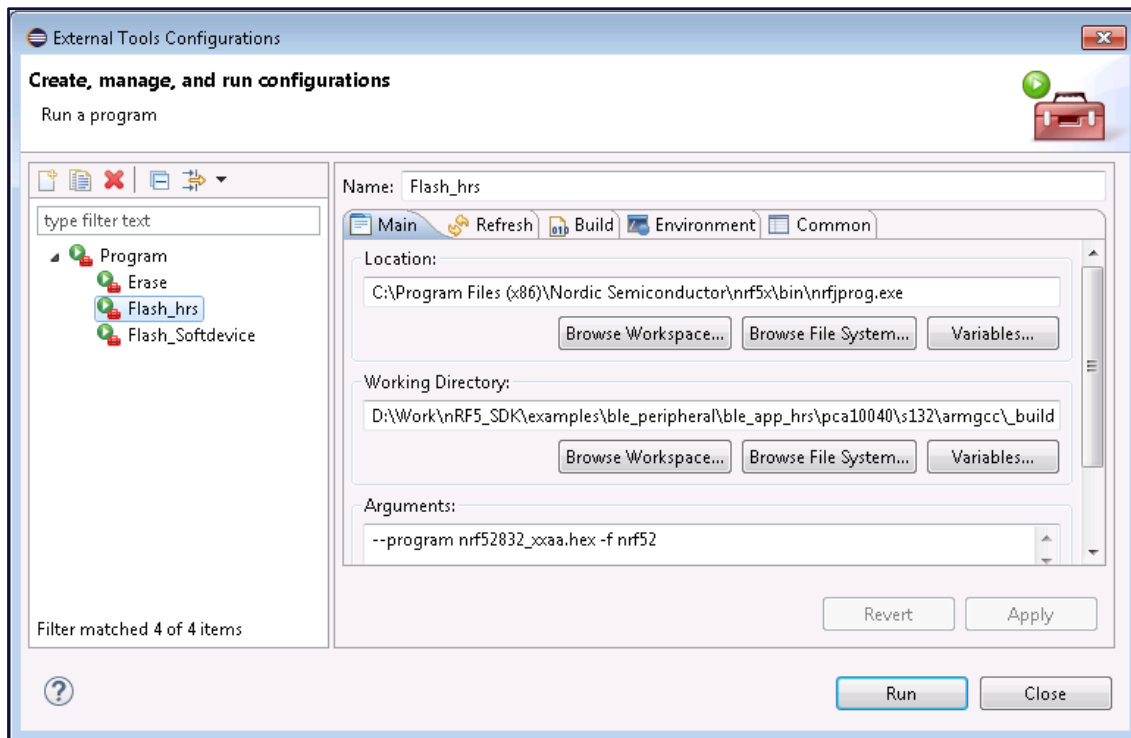 External Tools Configurations
Create, manage, and run configurations
Run a program
type filter text
Program
Erase
Flash_hrs
Flash_Softdevice
Filter matched 4 of 4 items
Name: Flash_hrs
Main Refresh Build Environment Common
Location:
C:\Program Files (x86)\Nordic Semiconductor\nrf5x\bin\nrfjprog.exe
Browse Workspace... Browse File System... Variables...
Working Directory:
D:\Work\nRF5_SDK\examples\ble_peripheral\ble_app_hrs\pca10040\s132\armgcc\_build
Browse Workspace... Browse File System... Variables...
Arguments:
--program nrf52832_xxaa.hex -f nrf52
Revert Apply
? Run Close